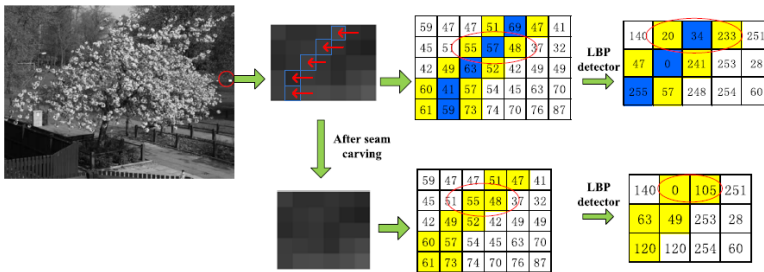 59 47 47 51 69 47 41
45 51 55 57 48 37 32
42 49 63 52 42 49 49
60 41 57 54 45 63 70
61 59 73 74 70 76 87
LBP
detector
140 20 34 233 251
47 0 241 253 28
255 57 248 254 60
After seam
carving
59 47 47 51 47 41
45 51 55 48 37 32
42 49 52 42 49 49
60 57 54 45 63 70
61 73 74 70 76 87
LBP
detector
140 0 105 251
63 49 253 28
120 120 254 60